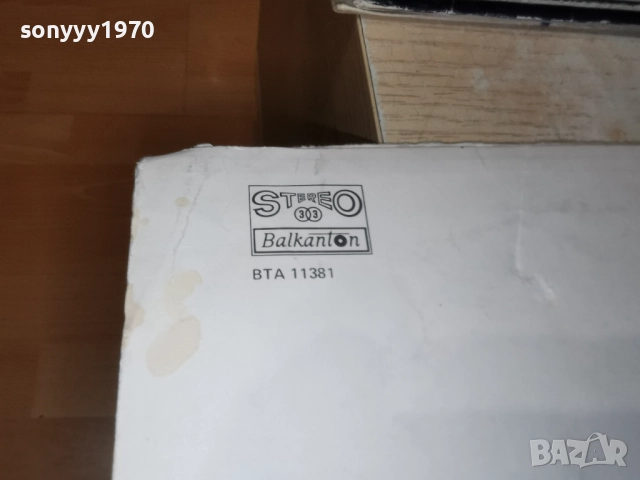 sonyyy1970
STEREO
33
Balkanton
BTA 11381
BAZAR